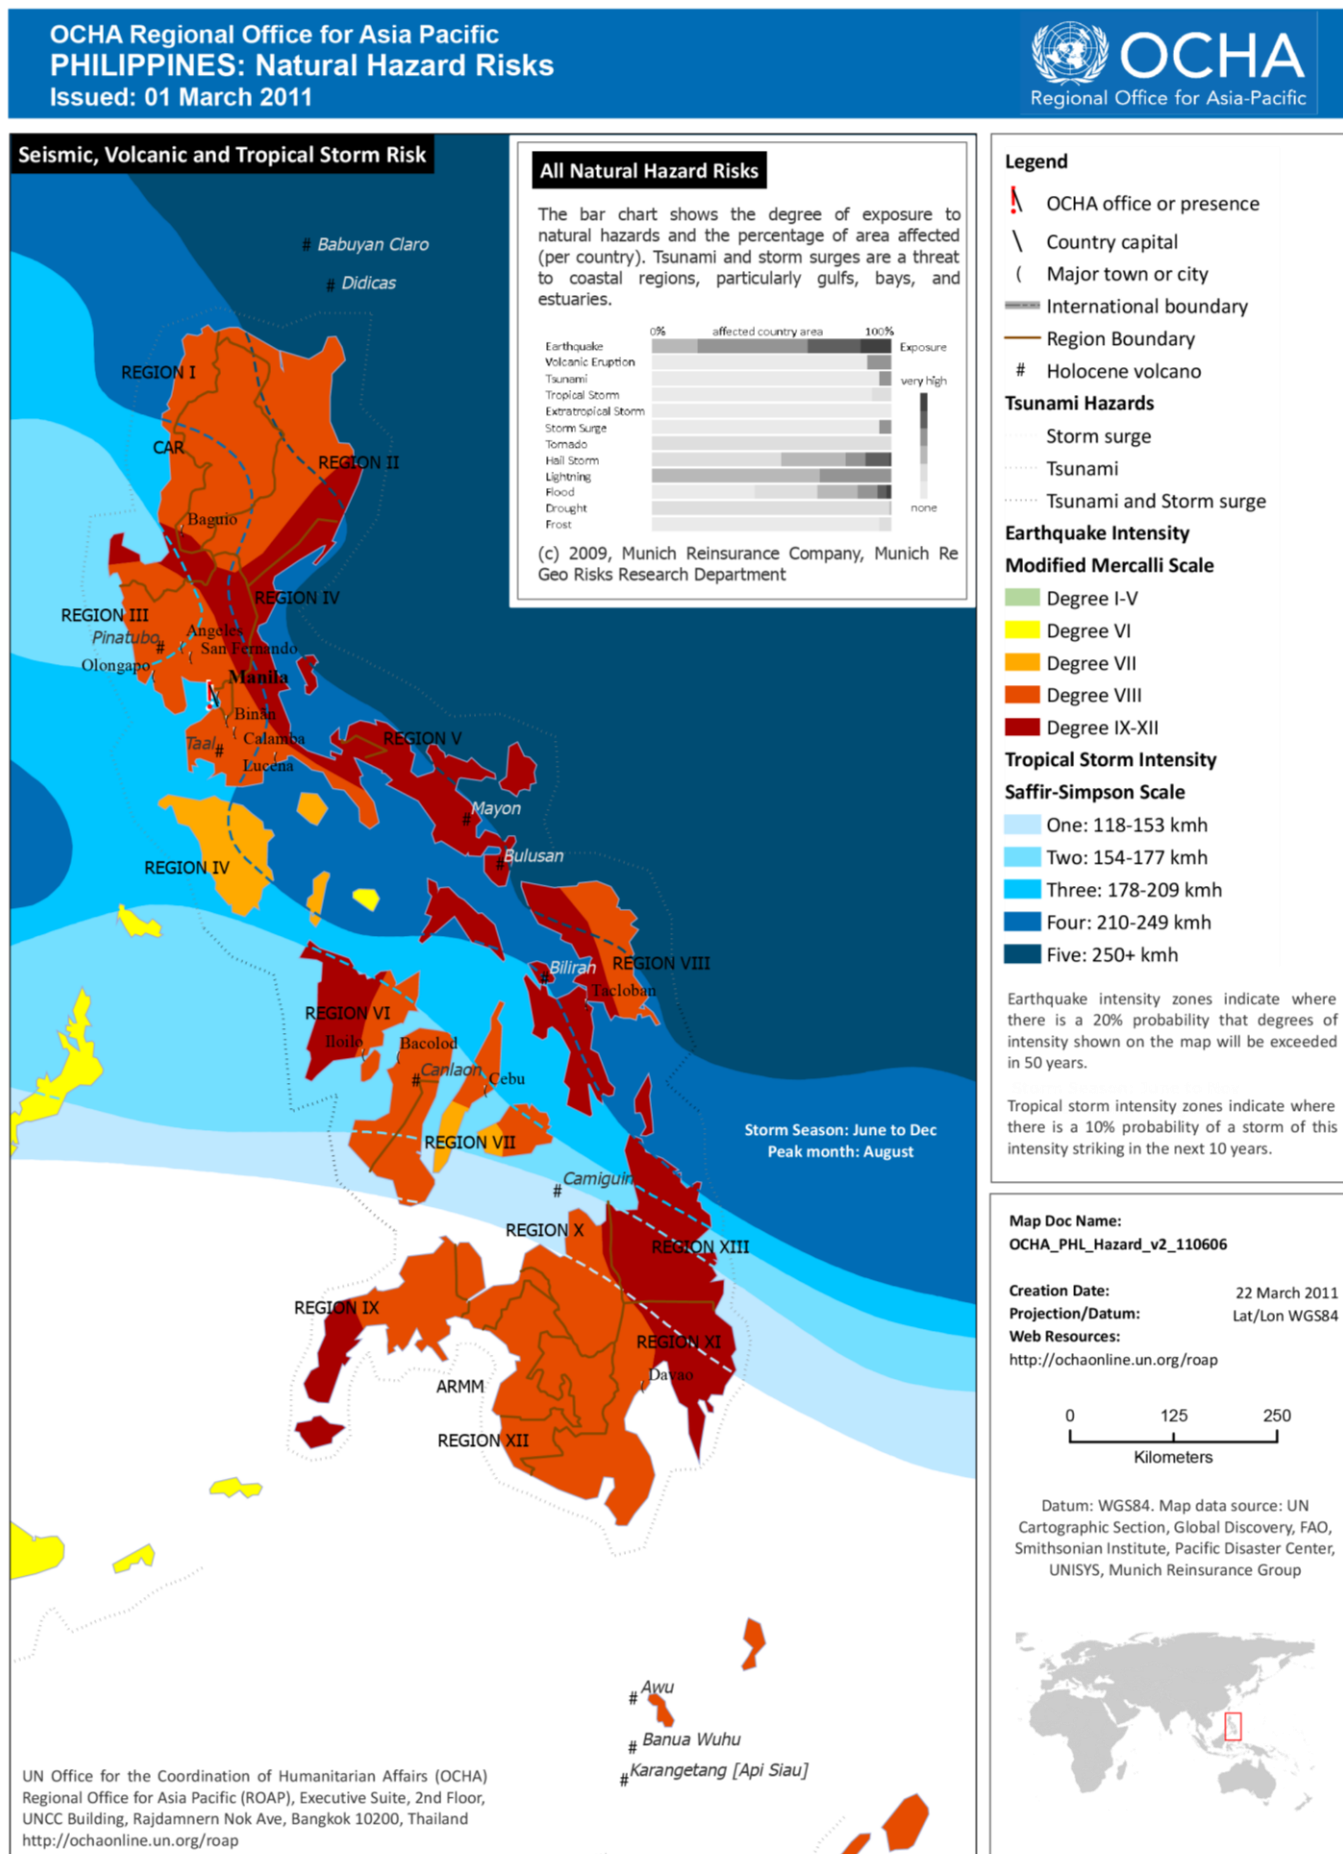 OCHA Regional Office for Asia Pacific
PHILIPPINES: Natural Hazard Risks
Issued: 01 March 2011
OCHA
Regional Office for Asia-Pacific
Seismic, Volcanic and Tropical Storm Risk
All Natural Hazard Risks
The bar chart shows the degree of exposure to
natural hazards and the percentage of area affected
(per country). Tsunami and storm surges are a threat
to coastal regions, particularly gulfs, bays, and
estuaries.
0% affected country area 100%
Earthquake
Volcanic Eruption
Tsunami
Tropical Storm
Extratropical Storm
Storm Surge
Tornado
Hail Storm
Lightning
Flood
Drought
Frost
Exposure
very high
none
(c) 2009, Munich Reinsurance Company, Munich Re
Geo Risks Research Department
# Babuyan Claro
# Didicas
REGION I
CAR
REGION II
Baguio
REGION IV
REGION III
Pinatubo
#
Angeles
San Fernando
Olongapo
Manila
Binan
Taal
#
Calamba
Lucena
REGION V
Mayon
#
Bulusan
#
REGION IV
Biliran
#
REGION VIII
Tacloban
REGION VI
Iloilo
Bacolod
Canlaon
#
Cebu
REGION VII
Storm Season: June to Dec
Peak month: August
Camiguin
#
REGION X
REGION XIII
REGION IX
REGION XI
Davao
ARMM
REGION XII
# Awu
# Banua Wuhu
# Karangetang [Api Siau]
UN Office for the Coordination of Humanitarian Affairs (OCHA)
Regional Office for Asia Pacific (ROAP), Executive Suite, 2nd Floor,
UNCC Building, Rajdamnern Nok Ave, Bangkok 10200, Thailand
http://ochaonline.un.org/roap
Legend
! \ OCHA office or presence
\ Country capital
( Major town or city
International boundary
Region Boundary
# Holocene volcano
Tsunami Hazards
Storm surge
Tsunami
Tsunami and Storm surge
Earthquake Intensity
Modified Mercalli Scale
Degree I-V
Degree VI
Degree VII
Degree VIII
Degree IX-XII
Tropical Storm Intensity
Saffir-Simpson Scale
One: 118-153 kmh
Two: 154-177 kmh
Three: 178-209 kmh
Four: 210-249 kmh
Five: 250+ kmh
Earthquake intensity zones indicate where
there is a 20% probability that degrees of
intensity shown on the map will be exceeded
in 50 years.
Tropical storm intensity zones indicate where
there is a 10% probability of a storm of this
intensity striking in the next 10 years.
Map Doc Name:
OCHA_PHL_Hazard_v2_110606
Creation Date: 22 March 2011
Projection/Datum: Lat/Lon WGS84
Web Resources:
http://ochaonline.un.org/roap
0 125 250
Kilometers
Datum: WGS84. Map data source: UN
Cartographic Section, Global Discovery, FAO,
Smithsonian Institute, Pacific Disaster Center,
UNISYS, Munich Reinsurance Group